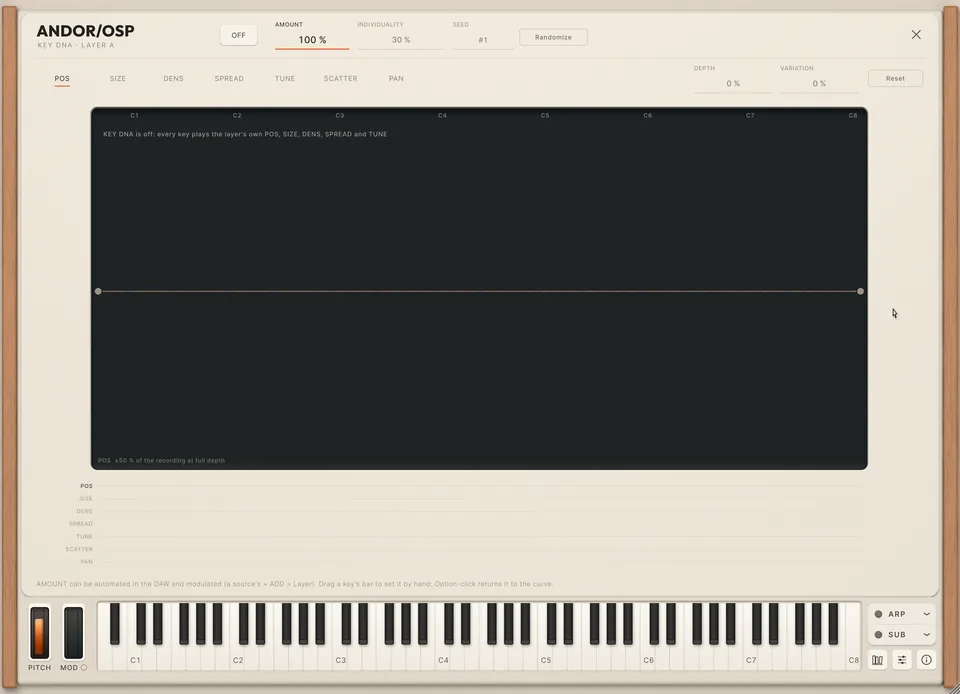 ANDOR/OSP
KEY DNA · LAYER A
OFF
AMOUNT
100 %
INDIVIDUALITY
30 %
SEED
#1
Randomize
POS SIZE DENS SPREAD TUNE SCATTER PAN
DEPTH
0 %
VARIATION
0 %
Reset
C1 C2 C3 C4 C5 C6 C7 C8
KEY DNA is off: every key plays the layer's own POS, SIZE, DENS, SPREAD and TUNE
POS ±50 % of the recording at full depth
POS
SIZE
DENS
SPREAD
TUNE
SCATTER
PAN
AMOUNT can be automated in the DAW and modulated (a source's + ADD > Layer). Drag a key's bar to set it by hand; Option-click returns it to the curve.
PITCH MOD
C1 C2 C3 C4 C5 C6 C7 C8
ARP
SUB